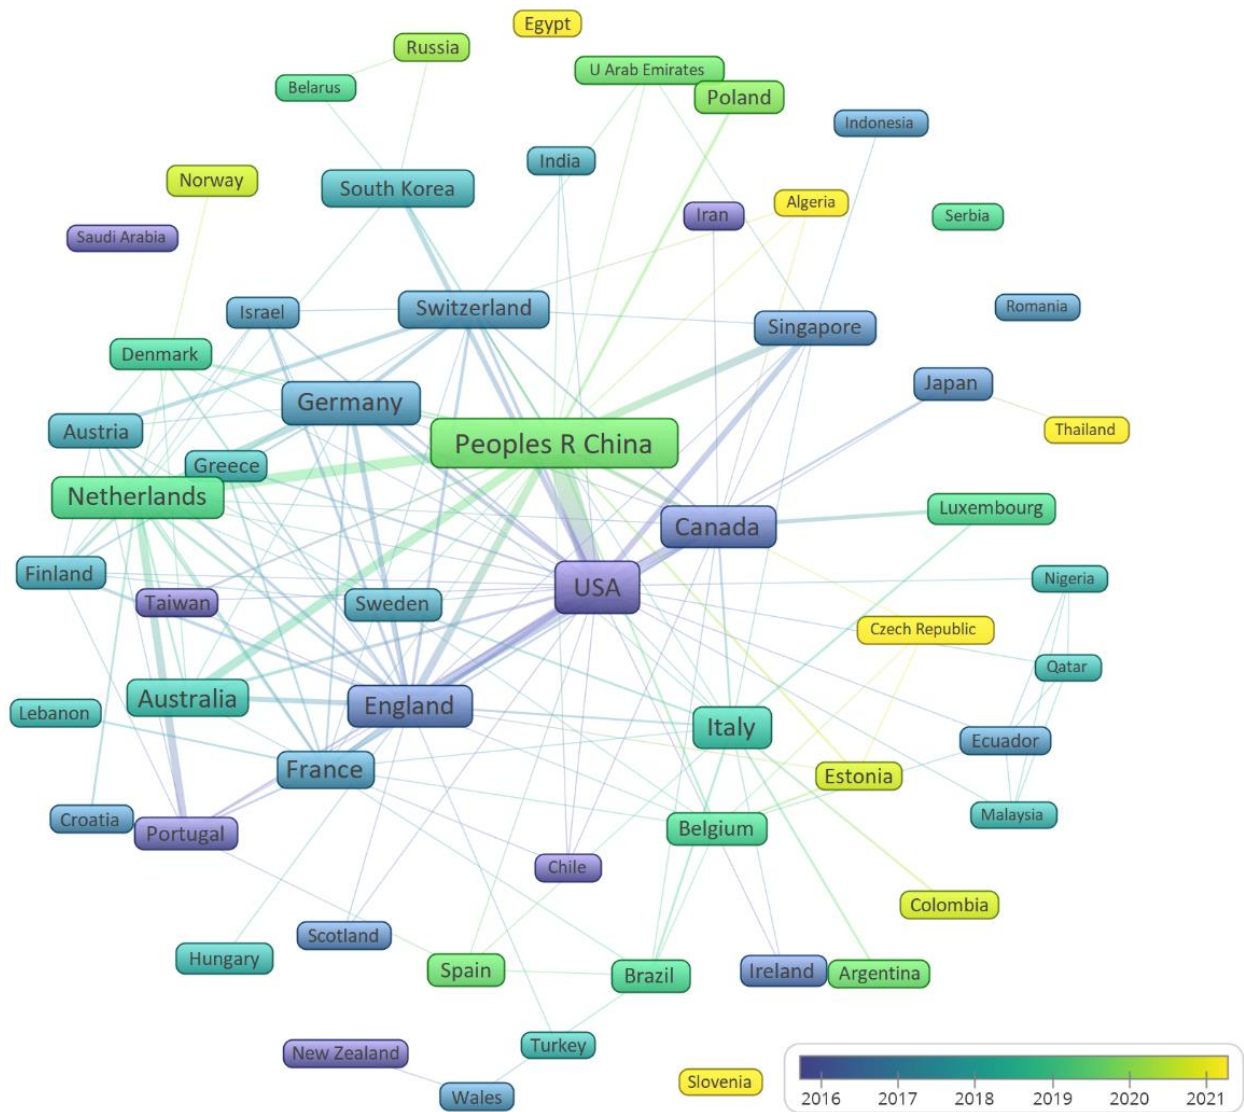 Egypt
Russia
U Arab Emirates
Belarus
Poland
Indonesia
India
Norway
South Korea
Algeria
Iran
Serbia
Saudi Arabia
Romania
Israel
Switzerland
Singapore
Denmark
Japan
Germany
Austria
Thailand
Peoples R China
Greece
Netherlands
Luxembourg
Canada
Finland
Nigeria
USA
Taiwan
Sweden
Czech Republic
Qatar
Australia
England
Lebanon
Italy
Ecuador
France
Estonia
Croatia
Portugal
Belgium
Malaysia
Chile
Colombia
Scotland
Hungary
Spain
Brazil
Ireland
Argentina
New Zealand
Turkey
Slovenia
Wales
2016 2017 2018 2019 2020 2021